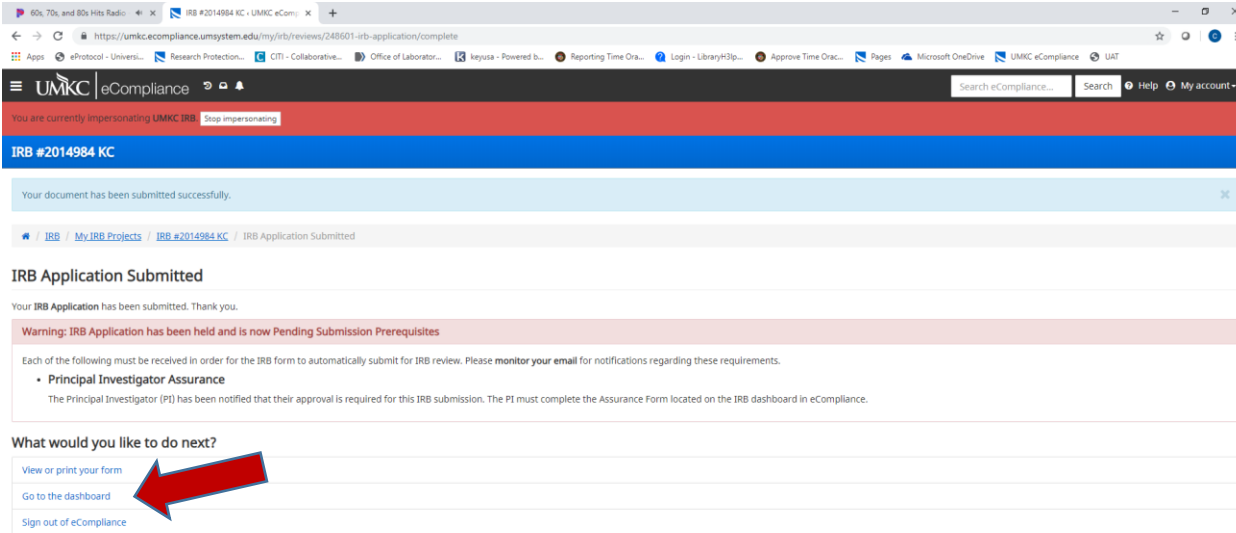 60s, 70s, and 80s Hits Radio
IRB #2014984 KC ‹ UMKC eComp
https://umkc.ecompliance.umsystem.edu/my/irb/reviews/248601-irb-application/complete
Apps eProtocol - Universi... Research Protection... CITI - Collaborative... Office of Laborator... keyusa - Powered b... Reporting Time Ora... Login - LibraryH3lp... Approve Time Orac... Pages Microsoft OneDrive UMKC eCompliance UAT
UMKC eCompliance Search eCompliance... Search Help My account
You are currently impersonating UMKC IRB. Stop impersonating
IRB #2014984 KC
Your document has been submitted successfully.
/ IRB / My IRB Projects / IRB #2014984 KC / IRB Application Submitted
IRB Application Submitted
Your IRB Application has been submitted. Thank you.
Warning: IRB Application has been held and is now Pending Submission Prerequisites
Each of the following must be received in order for the IRB form to automatically submit for IRB review. Please monitor your email for notifications regarding these requirements.
• Principal Investigator Assurance
The Principal Investigator (PI) has been notified that their approval is required for this IRB submission. The PI must complete the Assurance Form located on the IRB dashboard in eCompliance.
What would you like to do next?
View or print your form
Go to the dashboard
Sign out of eCompliance